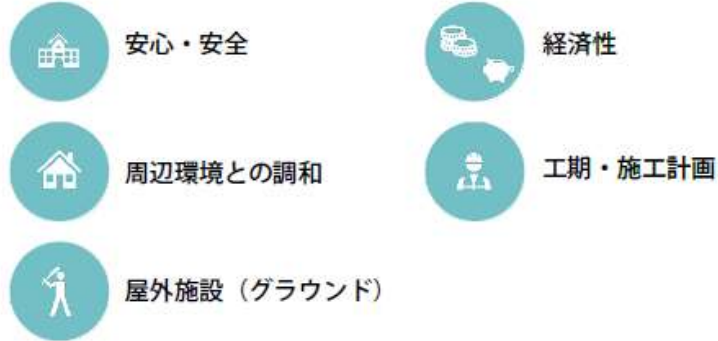 安心・安全
経済性
周辺環境との調和
工期・施工計画
屋外施設（グラウンド）